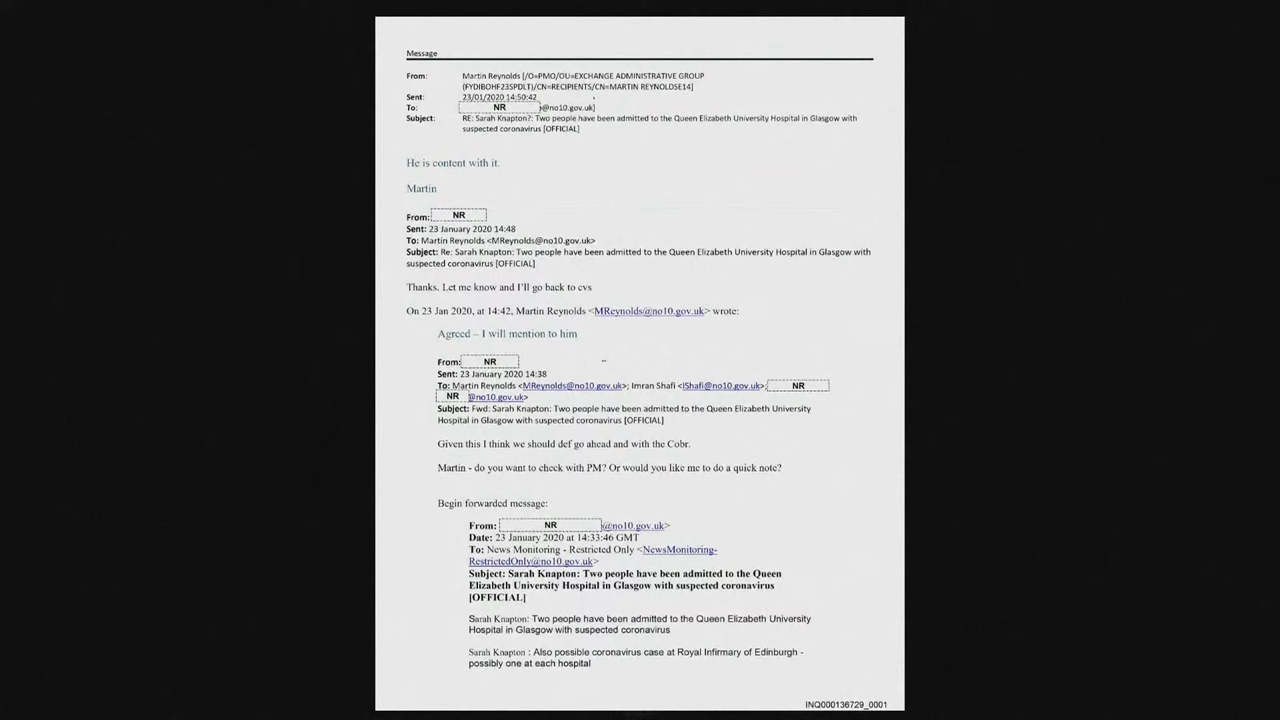 Message
From: Martin Reynolds [/O=PMO/OU=EXCHANGE ADMINISTRATIVE GROUP
(FYDIBOHF23SPDLT)/CN=RECIPIENTS/CN=MARTIN REYNOLDSE14]
Sent: 23/01/2020 14:50:42
To: NR @no10.gov.uk]
Subject: RE: Sarah Knapton?: Two people have been admitted to the Queen Elizabeth University Hospital in Glasgow with
suspected coronavirus [OFFICIAL]
He is content with it.
Martin
From: NR
Sent: 23 January 2020 14:48
To: Martin Reynolds <MReynolds@no10.gov.uk>
Subject: Re: Sarah Knapton: Two people have been admitted to the Queen Elizabeth University Hospital in Glasgow with
suspected coronavirus [OFFICIAL]
Thanks. Let me know and I'll go back to cvs
On 23 Jan 2020, at 14:42, Martin Reynolds <MReynolds@no10.gov.uk> wrote:
Agreed – I will mention to him
From: NR
Sent: 23 January 2020 14:38
To: Martin Reynolds <MReynolds@no10.gov.uk>; Imran Shafi <IShafi@no10.gov.uk>; NR
NR @no10.gov.uk>
Subject: Fwd: Sarah Knapton: Two people have been admitted to the Queen Elizabeth University
Hospital in Glasgow with suspected coronavirus [OFFICIAL]
Given this I think we should def go ahead and with the Cobr.
Martin - do you want to check with PM? Or would you like me to do a quick note?
Begin forwarded message:
From: NR @no10.gov.uk>
Date: 23 January 2020 at 14:33:46 GMT
To: News Monitoring - Restricted Only <NewsMonitoring-
RestrictedOnly@no10.gov.uk>
Subject: Sarah Knapton: Two people have been admitted to the Queen
Elizabeth University Hospital in Glasgow with suspected coronavirus
[OFFICIAL]
Sarah Knapton: Two people have been admitted to the Queen Elizabeth University
Hospital in Glasgow with suspected coronavirus
Sarah Knapton : Also possible coronavirus case at Royal Infirmary of Edinburgh -
possibly one at each hospital
INQ000136729_0001